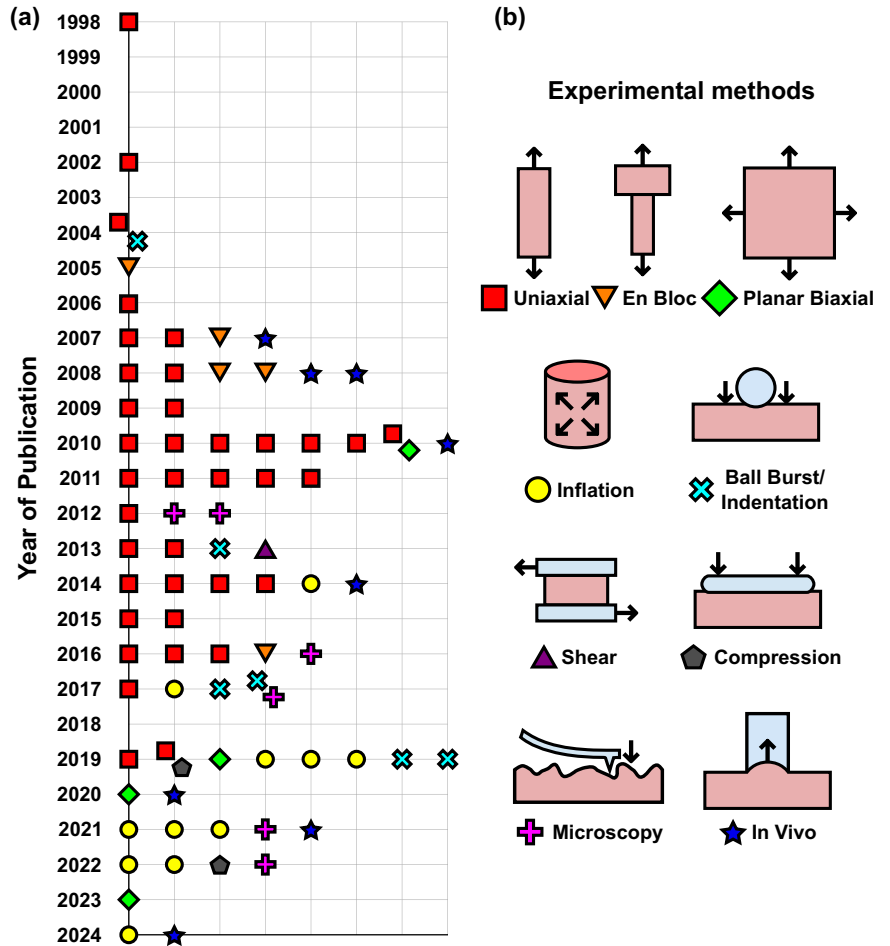 (a)
1998
1999
2000
2001
2002
2003
2004
2005
2006
2007
2008
2009
2010
2011
2012
2013
2014
2015
2016
2017
2018
2019
2020
2021
2022
2023
2024
Year of Publication
(b)
Experimental methods
Uniaxial En Bloc Planar Biaxial
Inflation
Ball Burst/
Indentation
Shear Compression
Microscopy In Vivo